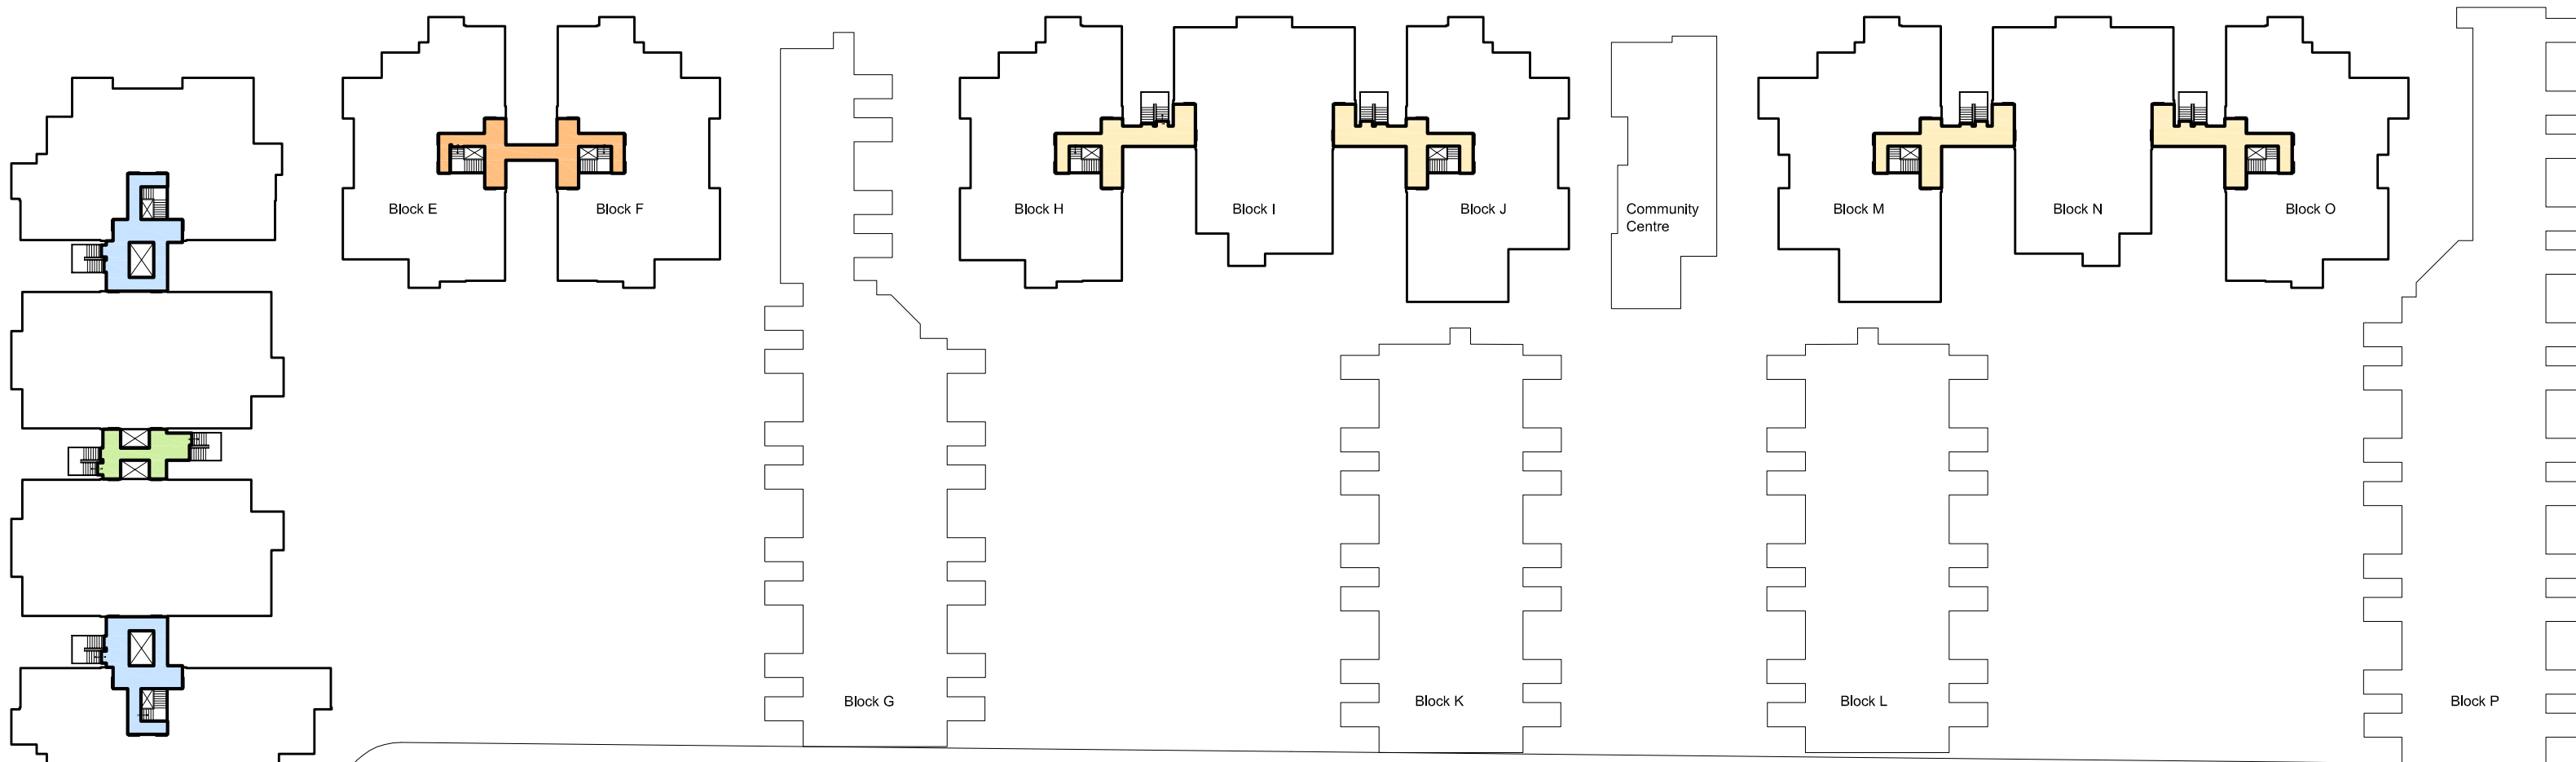 Block E
Block F
Block H
Block I
Block J
Community
Centre
Block M
Block N
Block O
Block G
Block K
Block L
Block P